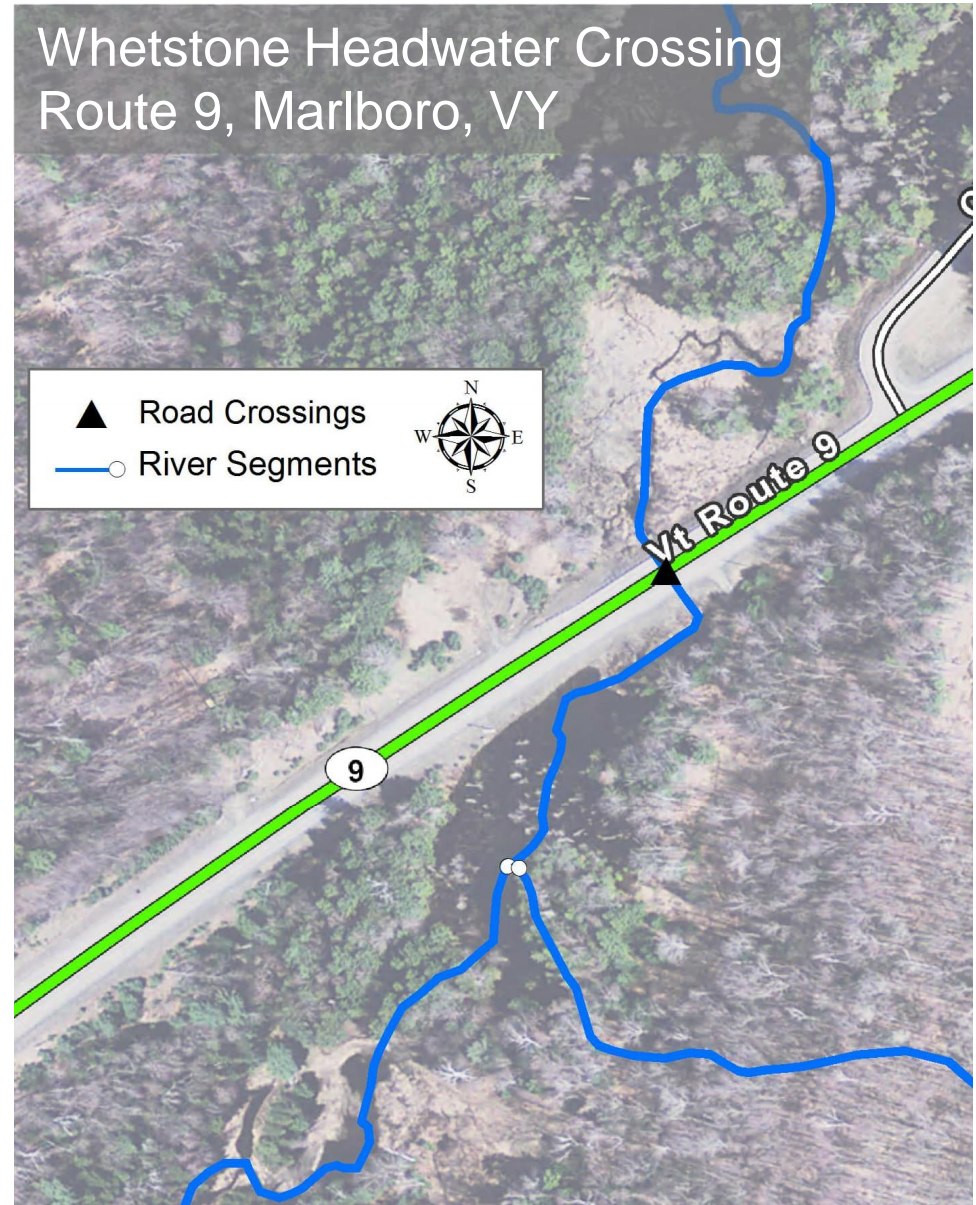 Whetstone Headwater Crossing
Route 9, Marlboro, VY
Road Crossings
River Segments
N
W
E
S
Vt Route 9
9